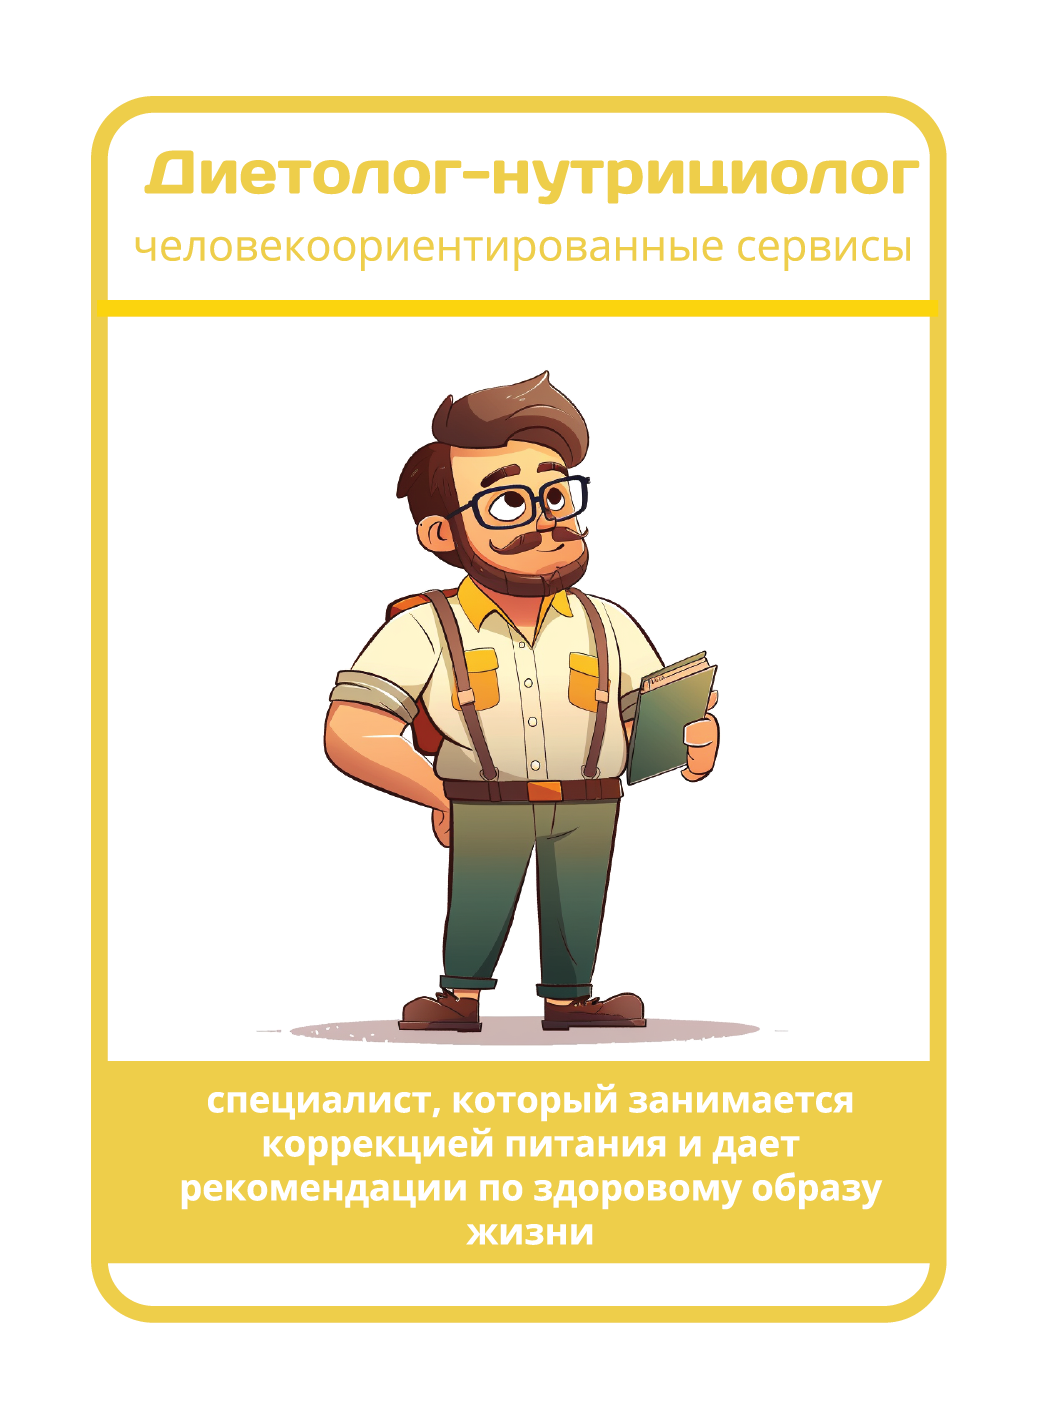 Диетолог-нутрициолог
человекоориентированные сервисы
специалист, который занимается
коррекцией питания и дает
рекомендации по здоровому образу
жизни